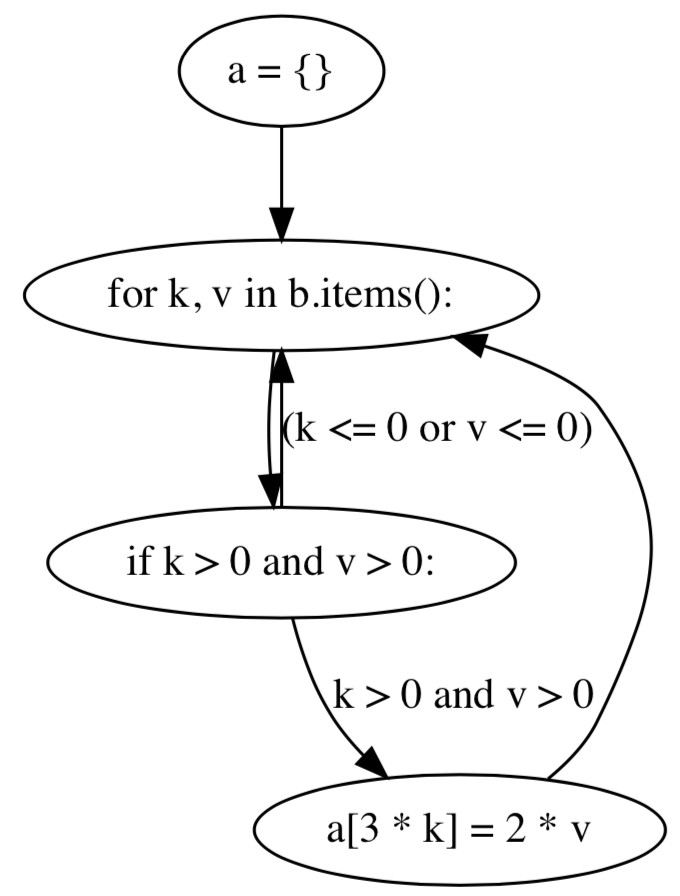 a = {}
for k, v in b.items():
(k <= 0 or v <= 0)
if k > 0 and v > 0:
k > 0 and v > 0
a[3 * k] = 2 * v